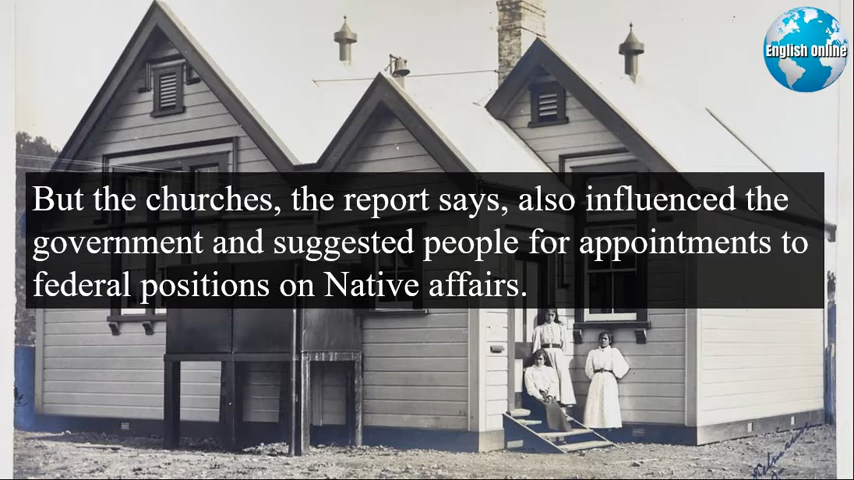 English Online
But the churches, the report says, also influenced the
government and suggested people for appointments to
federal positions on Native affairs.